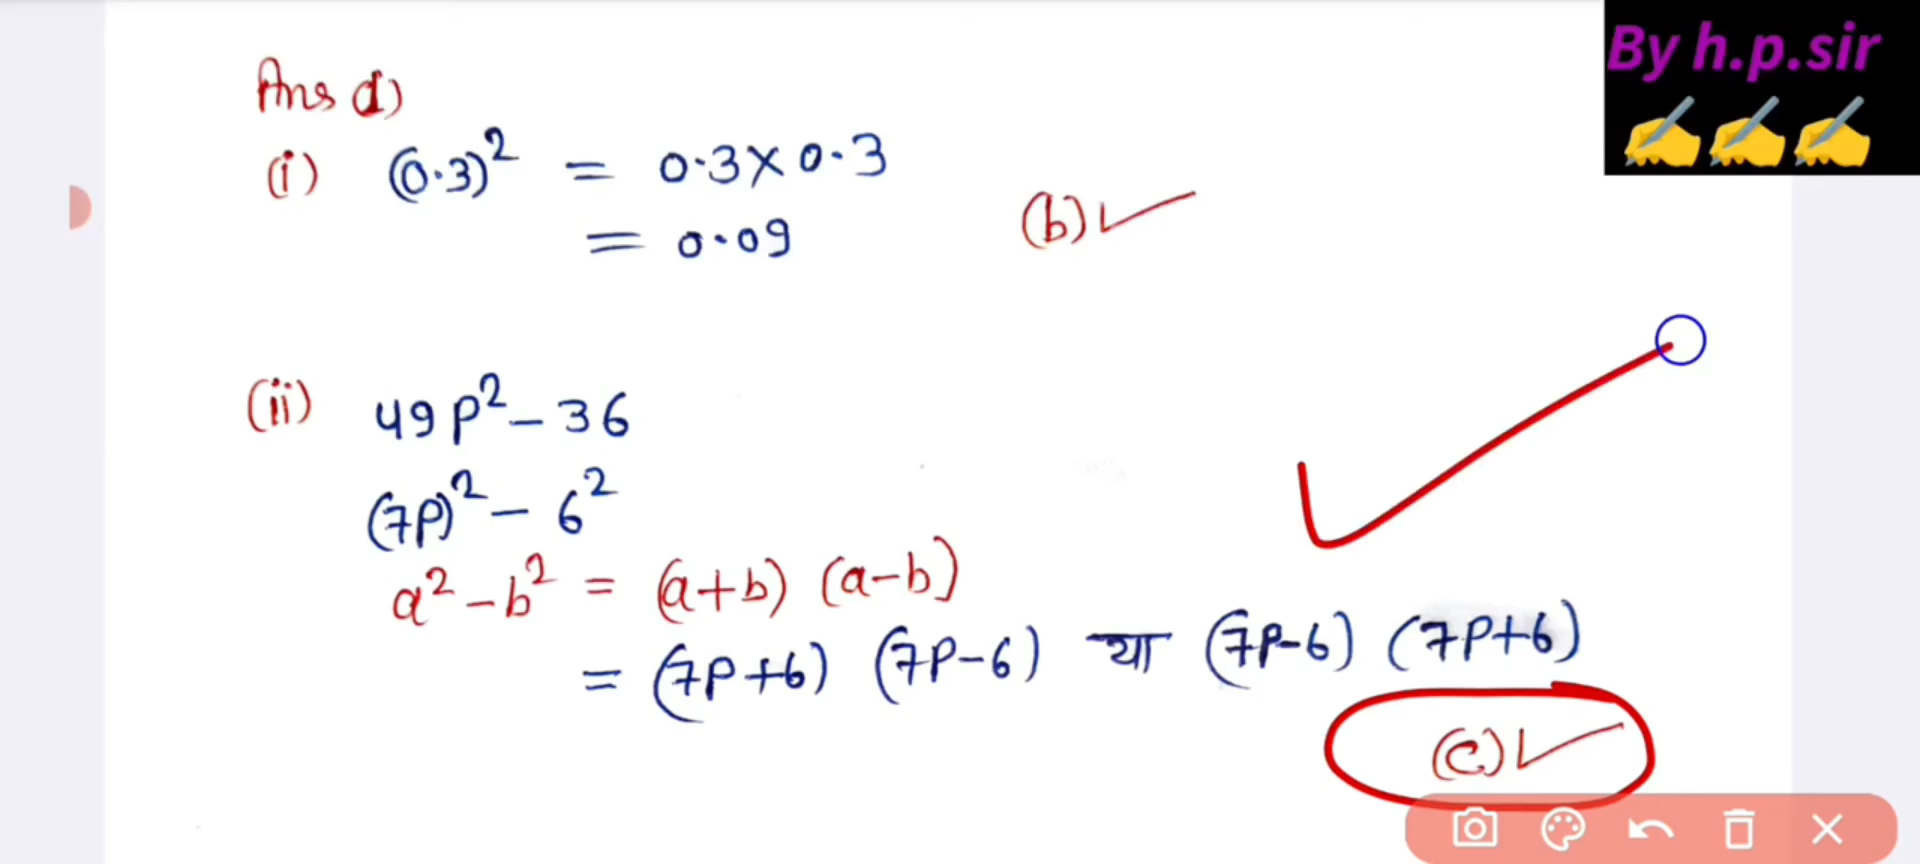 By h.p.sir
Ans d)
(i) (0.3)² = 0.3×0.3
= 0.09
(b)✓
(ii) 49p²-36
(7p)² - 6²
a²-b² = (a+b) (a-b)
= (7p+6) (7p-6) या (7p-6) (7p+6)
(c)✓